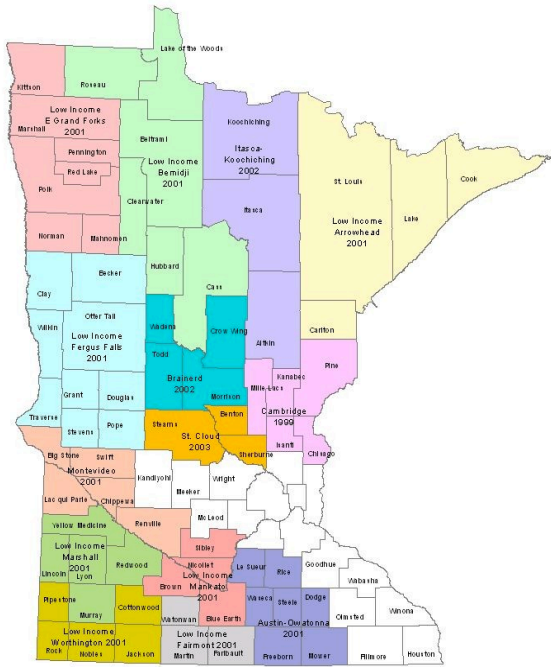 Lake of the Woods
Kittson
Roseau
Low Income
E Grand Forks
2001
Marshall
Koochiching
Pennington
Beltrami
Itasca-
Koochiching
2002
Low Income
Bemidji
2001
Red Lake
Polk
St. Louis
Cook
Clearwater
Itasca
Lake
Low Income
Arrowhead
2001
Norman
Mahnomen
Hubbard
Cass
Becker
Clay
Otter Tail
Wilkin
Low Income
Fergus Falls
2001
Wadena
Crow Wing
Carlton
Aitkin
Todd
Pine
Brainerd
2002
Kanabec
Mille Lacs
Grant
Douglas
Morrison
Cambridge
1999
Traverse
Stevens
Pope
Stearns
Benton
St. Cloud
2003
Isanti
Chisago
Sherburne
Big Stone
Swift
Montevideo
2001
Kandiyohi
Wright
Meeker
Lac qui Parle
Chippewa
McLeod
Renville
Yellow Medicine
Sibley
Low Income
Marshall
2001
Redwood
Lincoln
Lyon
Nicollet
Low Income
Mankato
2001
Brown
Le Sueur
Rice
Goodhue
Wabasha
Pipestone
Murray
Cottonwood
Watonwan
Blue Earth
Waseca
Steele
Dodge
Olmsted
Winona
Austin-Owatonna
2001
Low Income
Worthington 2001
Low Income
Fairmont 2001
Rock
Nobles
Jackson
Martin
Faribault
Freeborn
Mower
Fillmore
Houston